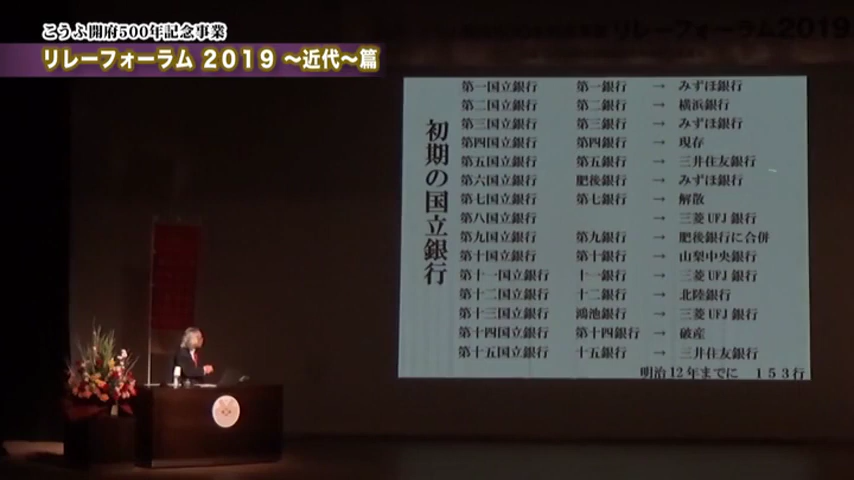 こうふ開府500年記念事業
リレーフォーラム 2019 ～近代～篇
リレーフォーラム2019
初期の国立銀行
第一国立銀行 第一銀行 → みずほ銀行
第二国立銀行 第二銀行 → 横浜銀行
第三国立銀行 第三銀行 → みずほ銀行
第四国立銀行 第四銀行 → 現存
第五国立銀行 第五銀行 → 三井住友銀行
第六国立銀行 肥後銀行 → みずほ銀行
第七国立銀行 第七銀行 → 解散
第八国立銀行 → 三菱UFJ銀行
第九国立銀行 第九銀行 → 肥後銀行に合併
第十国立銀行 第十銀行 → 山梨中央銀行
第十一国立銀行 十一銀行 → 三菱UFJ銀行
第十二国立銀行 十二銀行 → 北陸銀行
第十三国立銀行 鴻池銀行 → 三菱UFJ銀行
第十四国立銀行 第十四銀行 → 破産
第十五国立銀行 十五銀行 → 三井住友銀行
明治12年までに 153行